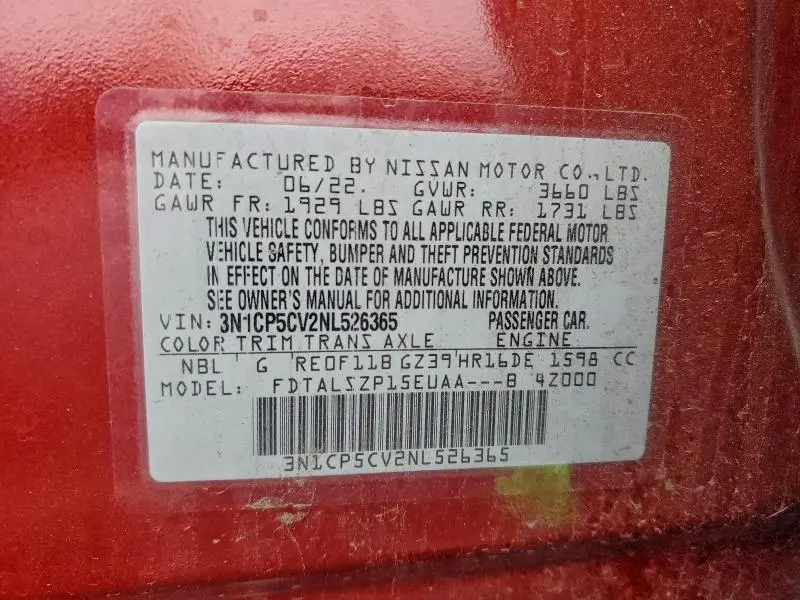 MANUFACTURED BY NISSAN MOTOR CO.,LTD.
DATE: 06/22. GVWR: 3660 LBS
GAWR FR: 1929 LBS GAWR RR: 1731 LBS
THIS VEHICLE CONFORMS TO ALL APPLICABLE FEDERAL MOTOR
VEHICLE SAFETY, BUMPER AND THEFT PREVENTION STANDARDS
IN EFFECT ON THE DATE OF MANUFACTURE SHOWN ABOVE.
SEE OWNER'S MANUAL FOR ADDITIONAL INFORMATION.
VIN: 3N1CP5CV2NL526365 PASSENGER CAR.
COLOR TRIM TRANS AXLE ENGINE
NBL G RE0F11B GZ39 HR16DE 1598 CC
MODEL: FDTALSZP15EUAA---B 4Z000
3N1CP5CV2NL526365